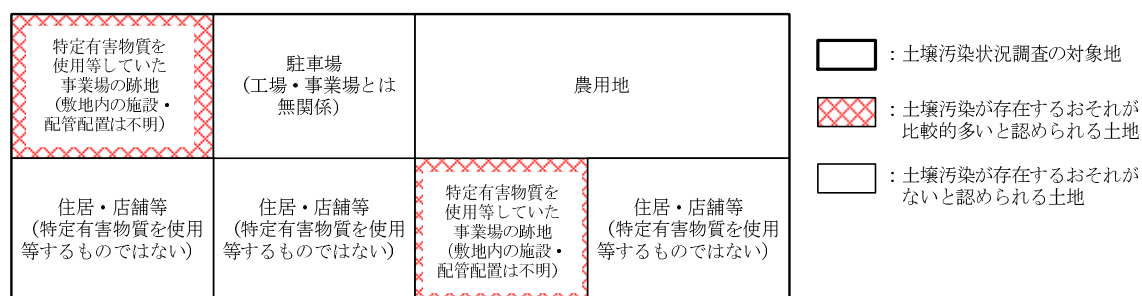 特定有害物質を
使用等していた
事業場の跡地
(敷地内の施設・
配管配置は不明)
駐車場
(工場・事業場とは
無関係)
農用地
住居・店舗等
(特定有害物質を使用
等するものではない)
住居・店舗等
(特定有害物質を使用
等するものではない)
特定有害物質を
使用等していた
事業場の跡地
(敷地内の施設・
配管配置は不明)
住居・店舗等
(特定有害物質を使用
等するものではない)
：土壌汚染状況調査の対象地
：土壌汚染が存在するおそれが
比較的多いと認められる土地
：土壌汚染が存在するおそれが
ないと認められる土地